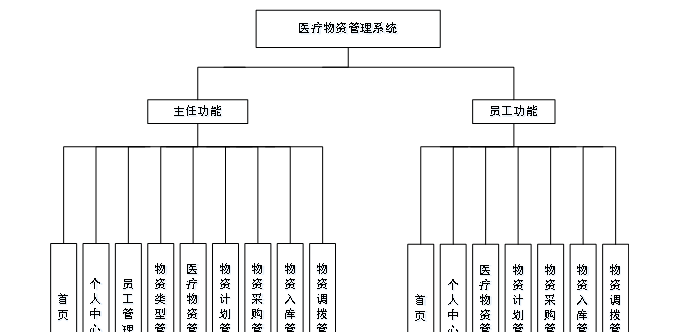 医疗物资管理系统
主任功能
员工功能
首页
个人中心
员工管理
物资类型管
医疗物资管
物资计划管
物资采购管
物资入库管
物资调拨管
首页
个人中心
医疗物资管
物资计划管
物资采购管
物资入库管
物资调拨管